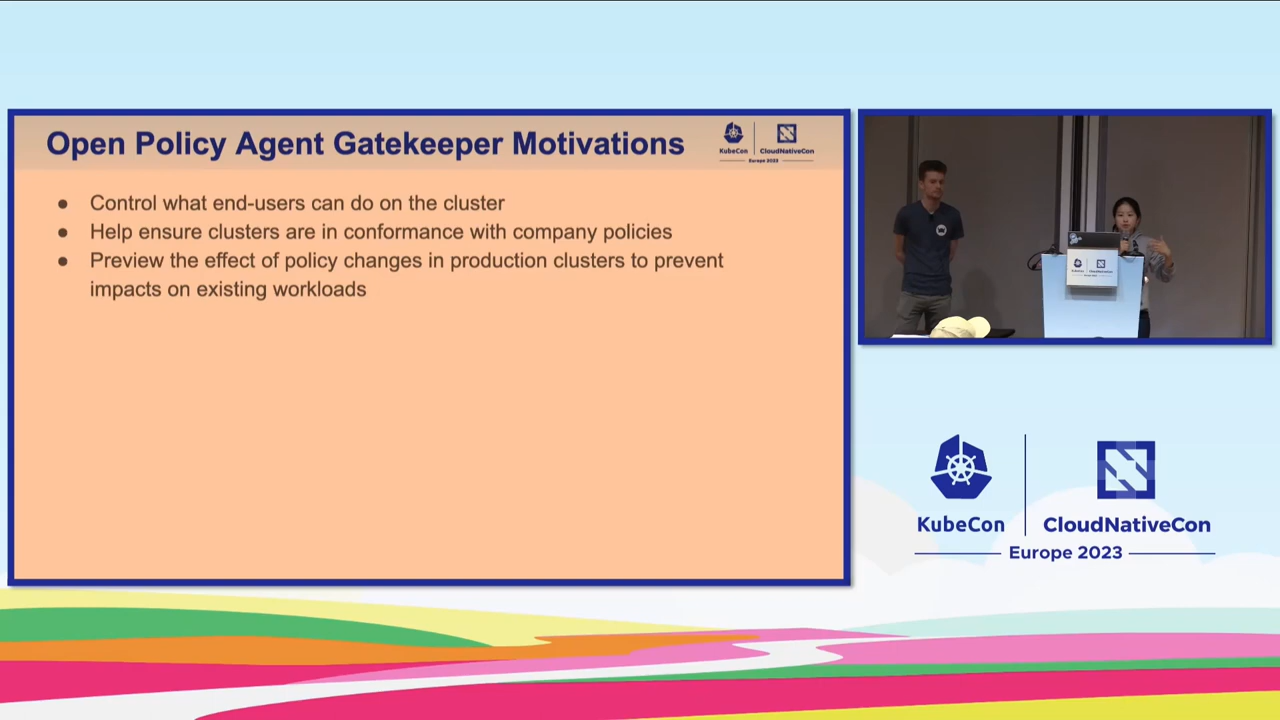 Open Policy Agent Gatekeeper Motivations
KubeCon
CloudNativeCon
Europe 2023
● Control what end-users can do on the cluster
● Help ensure clusters are in conformance with company policies
● Preview the effect of policy changes in production clusters to prevent
impacts on existing workloads
KubeCon
CloudNativeCon
KubeCon
CloudNativeCon
Europe 2023